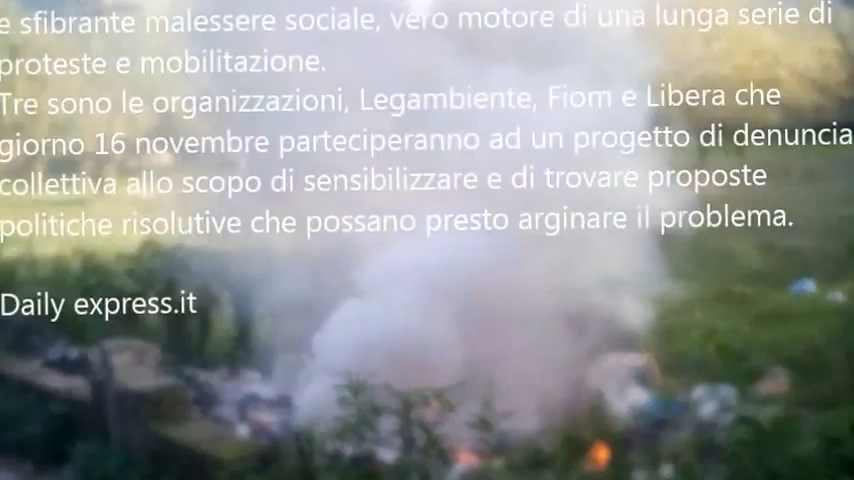 e sfibrante malessere sociale, vero motore di una lunga serie di
proteste e mobilitazione.
Tre sono le organizzazioni, Legambiente, Fiom e Libera che
giorno 16 novembre parteciperanno ad un progetto di denuncia
collettiva allo scopo di sensibilizzare e di trovare proposte
politiche risolutive che possano presto arginare il problema.
Daily express.it